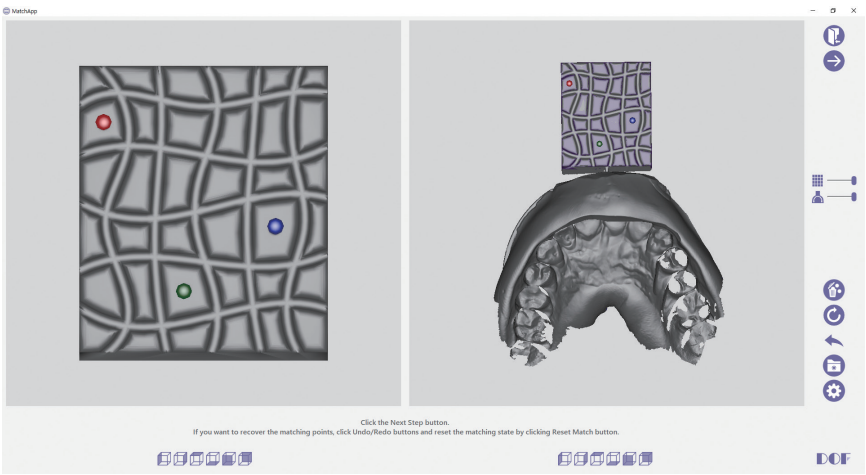 MatchApp
Click the Next Step button.
If you want to recover the matching points, click Undo/Redo buttons and reset the matching state by clicking Reset Match button.
DOF